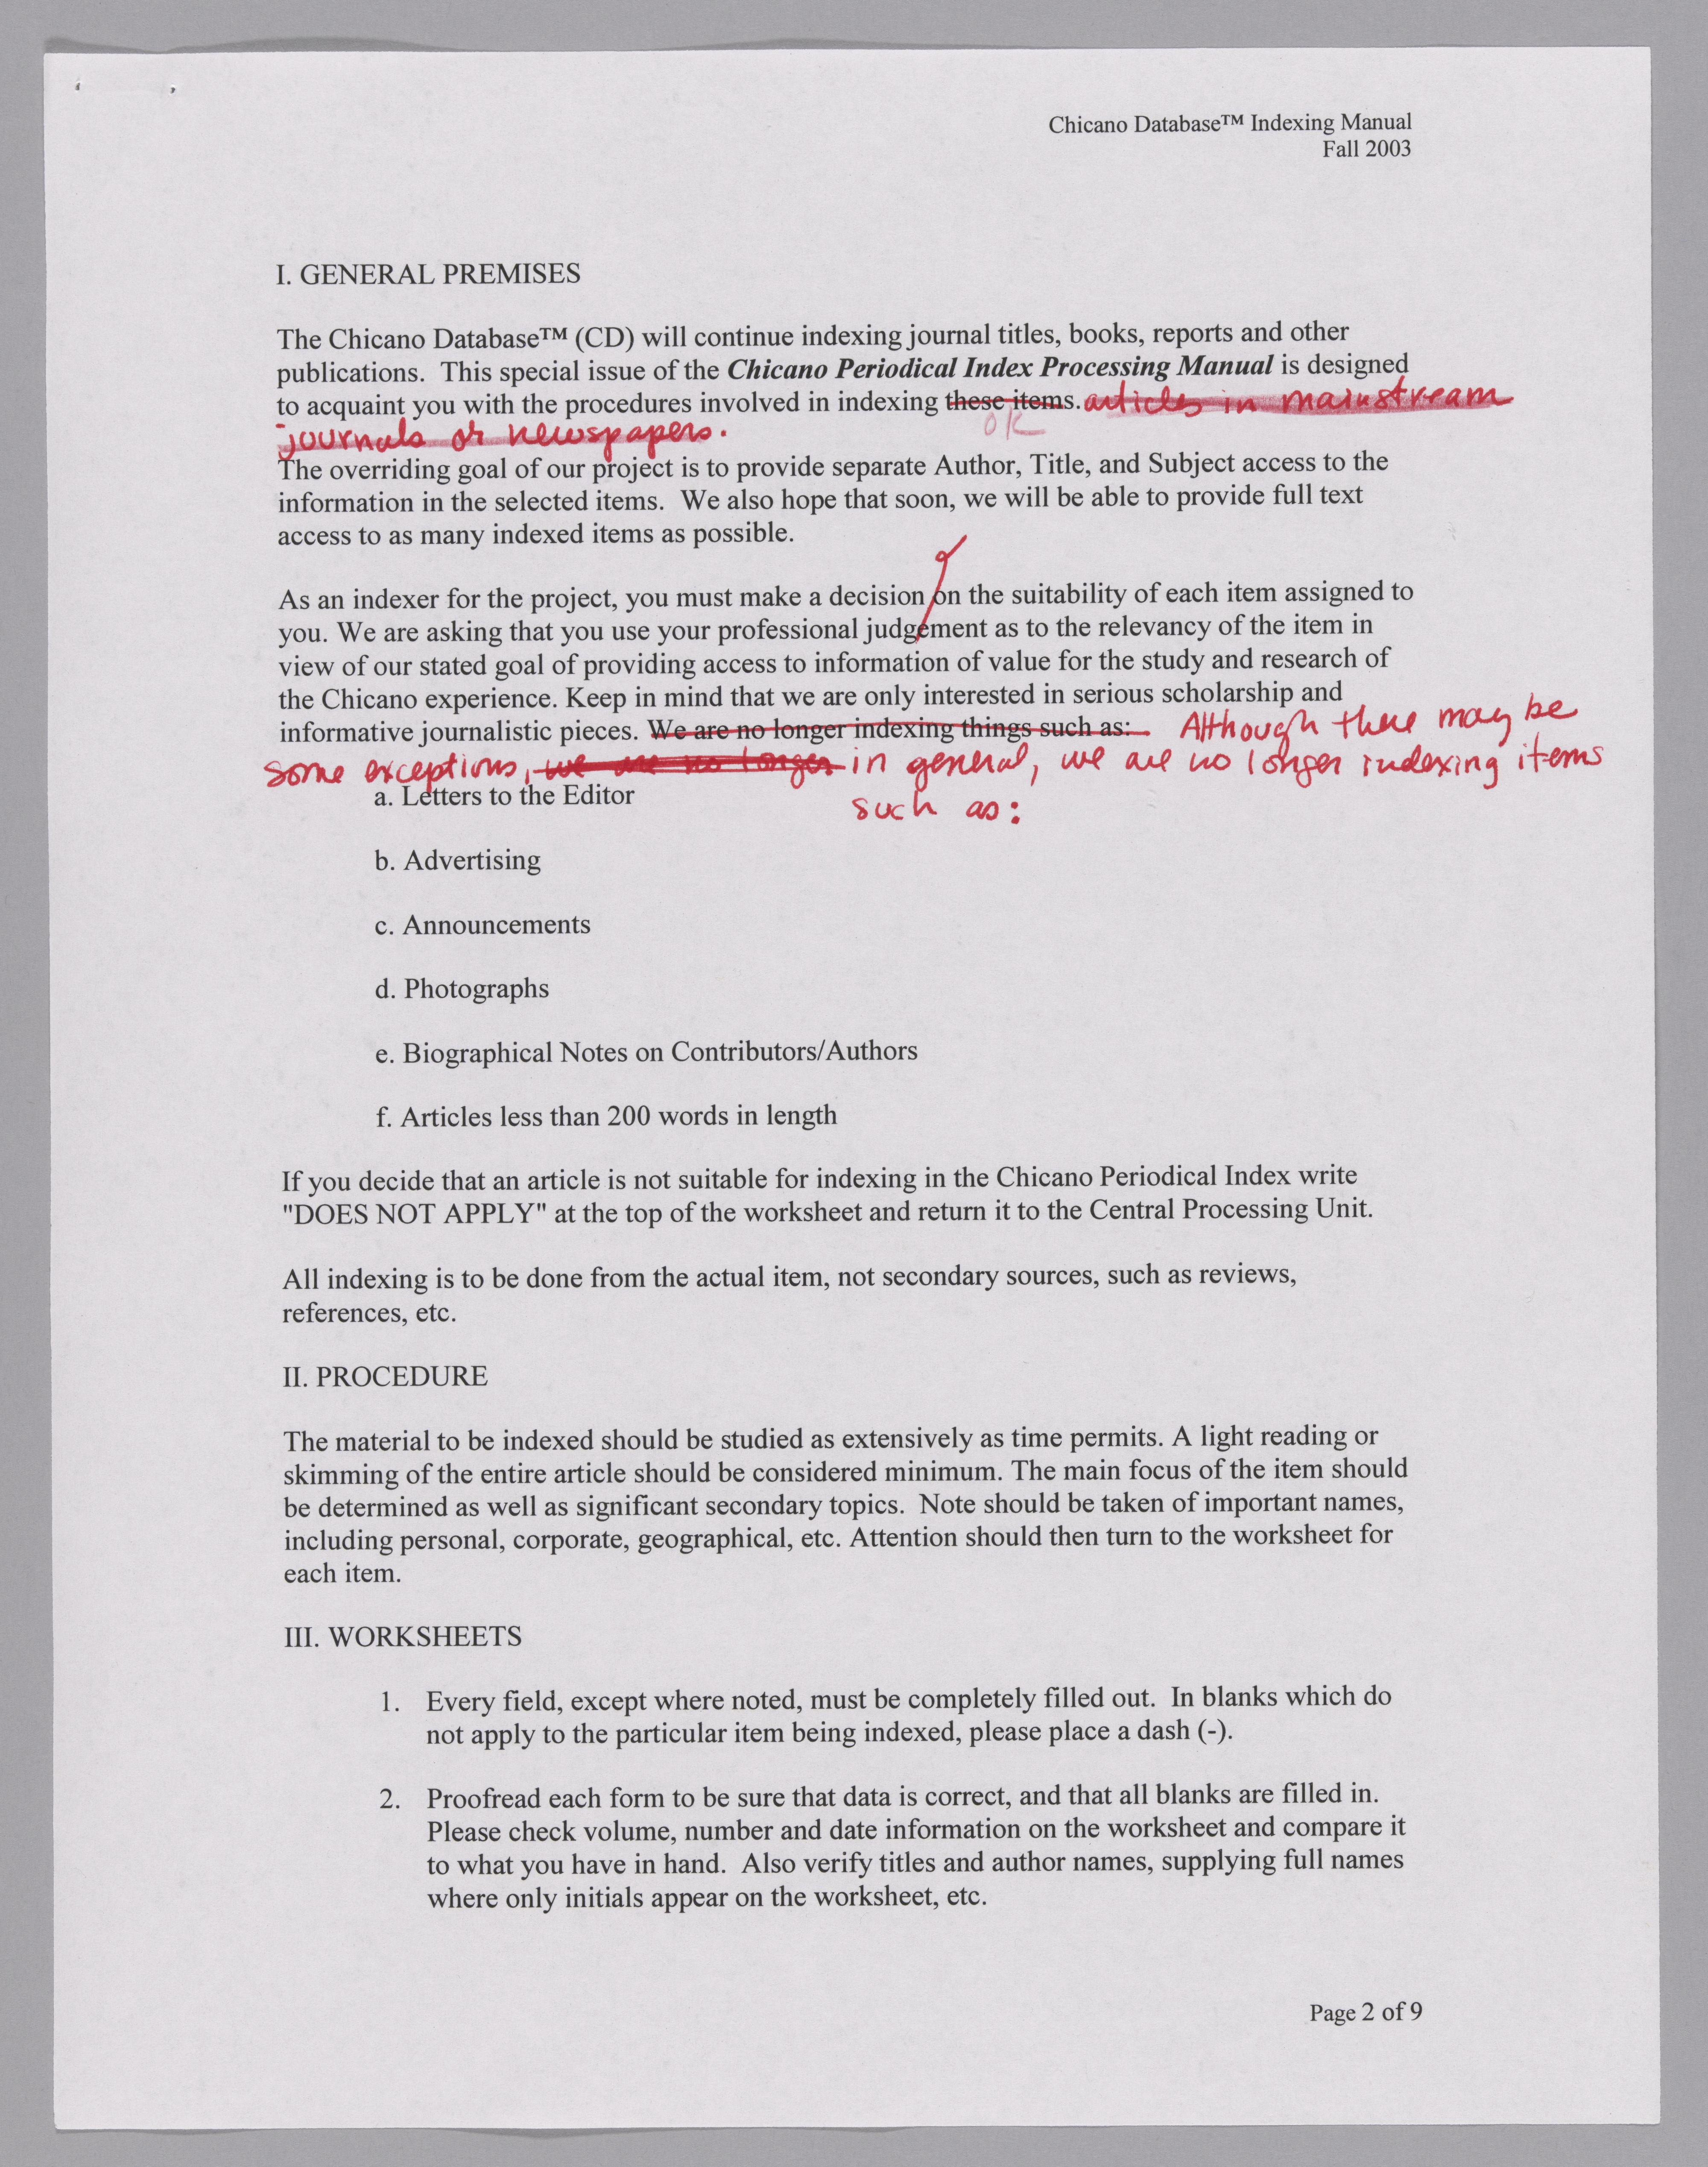 Chicano Database™ Indexing Manual
Fall 2003
I. GENERAL PREMISES
The Chicano Database™ (CD) will continue indexing journal titles, books, reports and other
publications.  This special issue of the Chicano Periodical Index Processing Manual is designed
to acquaint you with the procedures involved in indexing these items. articles in mainstream
journals or newspapers.
OK
The overriding goal of our project is to provide separate Author, Title, and Subject access to the
information in the selected items.  We also hope that soon, we will be able to provide full text
access to as many indexed items as possible.
As an indexer for the project, you must make a decision on the suitability of each item assigned to
you. We are asking that you use your professional judgement as to the relevancy of the item in
view of our stated goal of providing access to information of value for the study and research of
the Chicano experience. Keep in mind that we are only interested in serious scholarship and
informative journalistic pieces. We are no longer indexing things such as: Although there may be
some exceptions, we are no longer in general, we are no longer indexing items
such as:
a. Letters to the Editor
b. Advertising
c. Announcements
d. Photographs
e. Biographical Notes on Contributors/Authors
f. Articles less than 200 words in length
If you decide that an article is not suitable for indexing in the Chicano Periodical Index write
"DOES NOT APPLY" at the top of the worksheet and return it to the Central Processing Unit.
All indexing is to be done from the actual item, not secondary sources, such as reviews,
references, etc.
II. PROCEDURE
The material to be indexed should be studied as extensively as time permits. A light reading or
skimming of the entire article should be considered minimum. The main focus of the item should
be determined as well as significant secondary topics.  Note should be taken of important names,
including personal, corporate, geographical, etc. Attention should then turn to the worksheet for
each item.
III. WORKSHEETS
1. Every field, except where noted, must be completely filled out.  In blanks which do
not apply to the particular item being indexed, please place a dash (-).
2. Proofread each form to be sure that data is correct, and that all blanks are filled in.
Please check volume, number and date information on the worksheet and compare it
to what you have in hand.  Also verify titles and author names, supplying full names
where only initials appear on the worksheet, etc.
Page 2 of 9